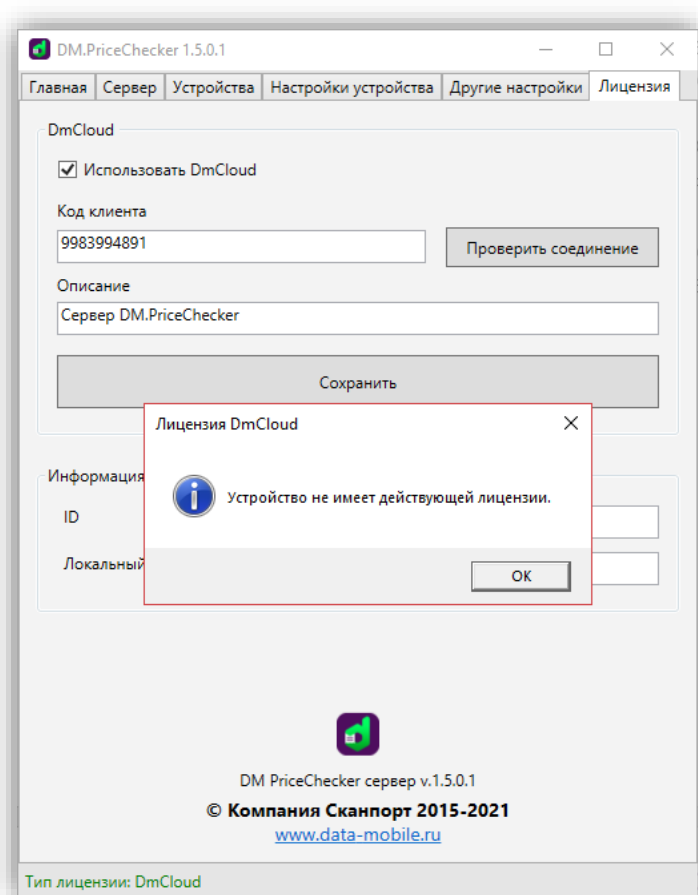 DM.PriceChecker 1.5.0.1
Главная Сервер Устройства Настройки устройства Другие настройки Лицензия
DmCloud
Использовать DmCloud
Код клиента
9983994891
Проверить соединение
Описание
Сервер DM.PriceChecker
Сохранить
Лицензия DmCloud
Устройство не имеет действующей лицензии.
OK
Информация
ID
Локальный
DM PriceChecker сервер v.1.5.0.1
© Компания Сканпорт 2015-2021
www.data-mobile.ru
Тип лицензии: DmCloud